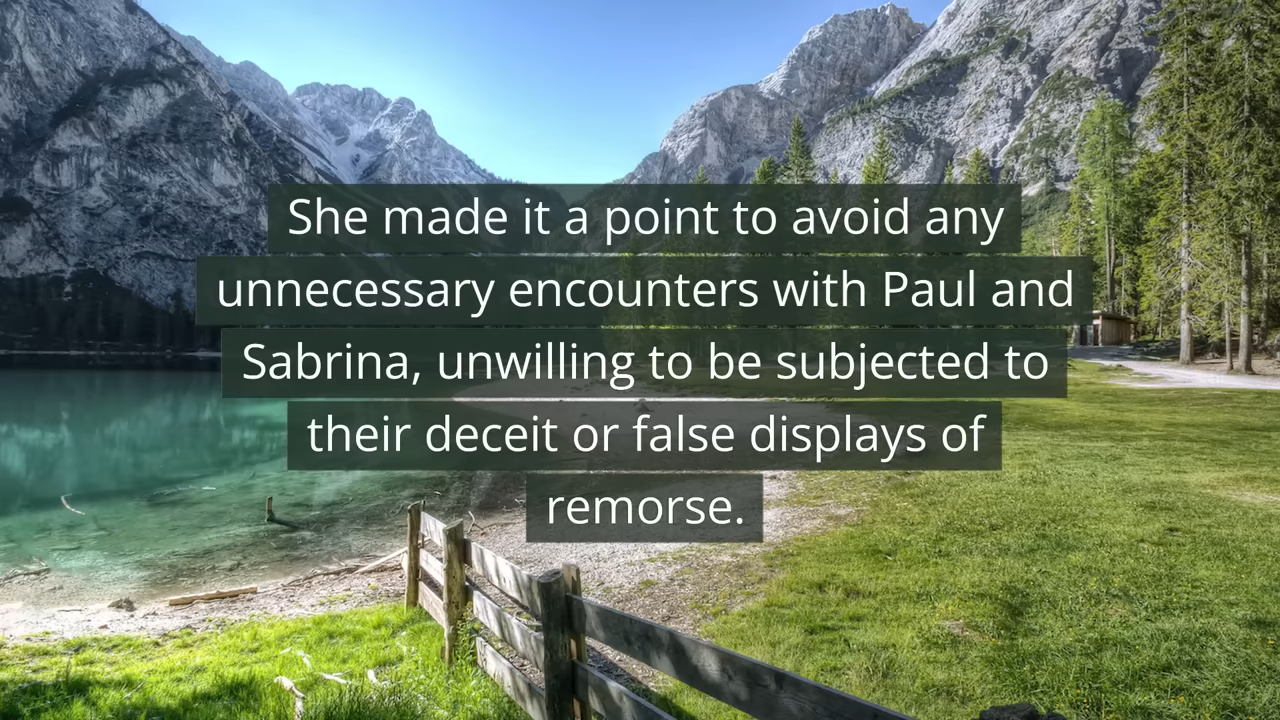 She made it a point to avoid any
unnecessary encounters with Paul and
Sabrina, unwilling to be subjected to
their deceit or false displays of
remorse.